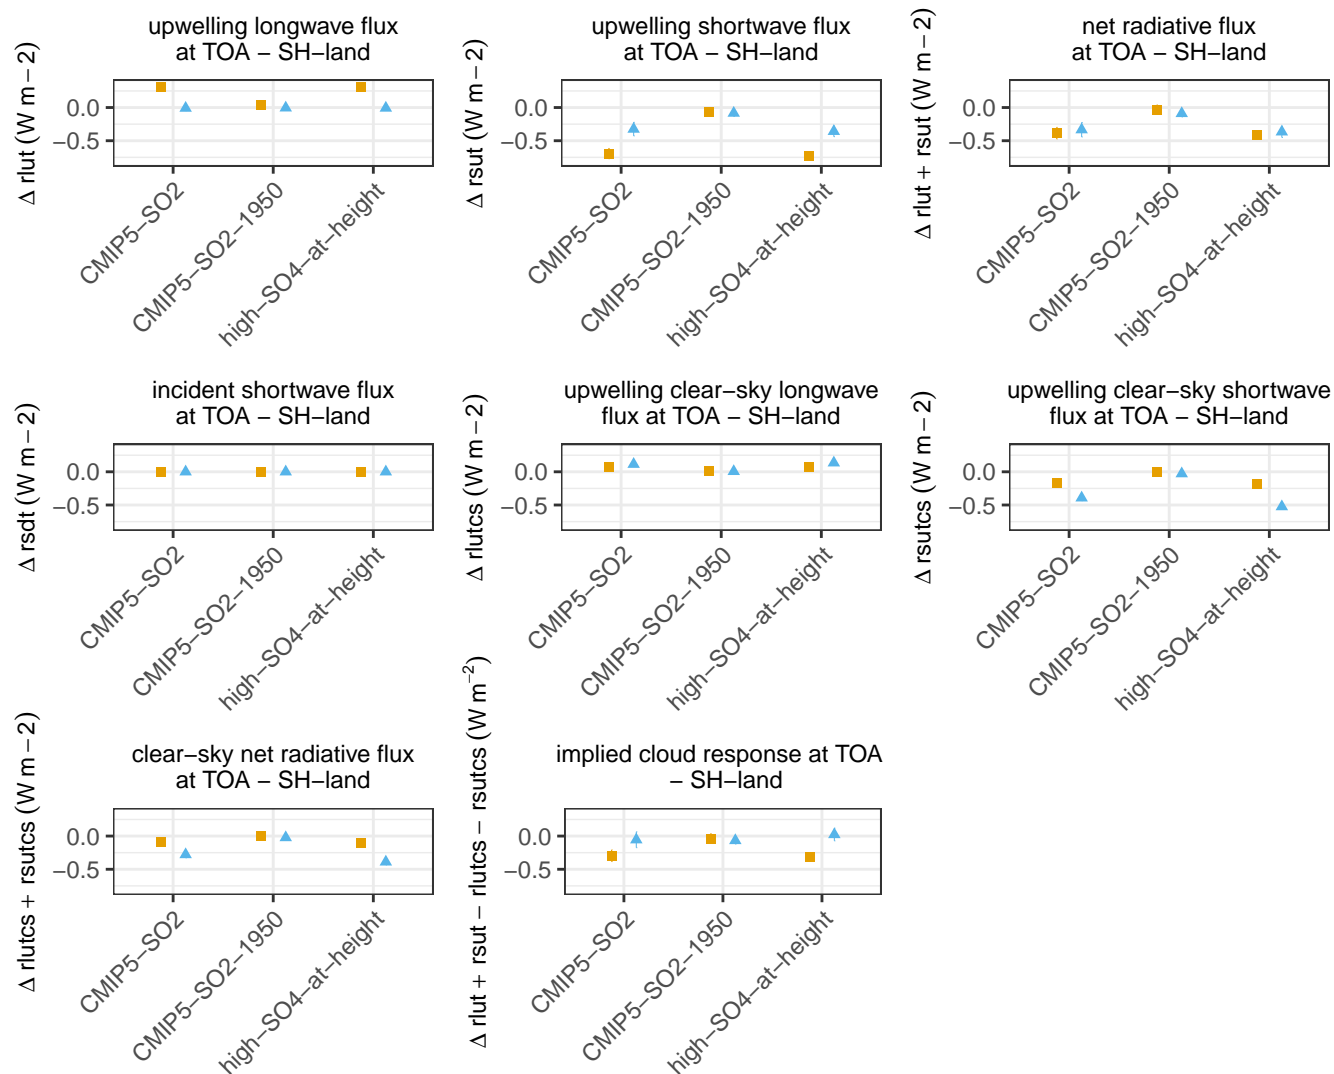 upwelling longwave flux
at TOA − SH−land
Δ rlut (W m−2)
0.0
−0.5
CMIP5−SO2
CMIP5−SO2−1950
high−SO4−at−height
upwelling shortwave flux
at TOA − SH−land
Δ rsut (W m−2)
0.0
−0.5
CMIP5−SO2
CMIP5−SO2−1950
high−SO4−at−height
net radiative flux
at TOA − SH−land
Δ rlut + rsut (W m−2)
0.0
−0.5
CMIP5−SO2
CMIP5−SO2−1950
high−SO4−at−height
incident shortwave flux
at TOA − SH−land
Δ rsdt (W m−2)
0.0
−0.5
CMIP5−SO2
CMIP5−SO2−1950
high−SO4−at−height
upwelling clear−sky longwave
flux at TOA − SH−land
Δ rlutcs (W m−2)
0.0
−0.5
CMIP5−SO2
CMIP5−SO2−1950
high−SO4−at−height
upwelling clear−sky shortwave
flux at TOA − SH−land
Δ rsutcs (W m−2)
0.0
−0.5
CMIP5−SO2
CMIP5−SO2−1950
high−SO4−at−height
clear−sky net radiative flux
at TOA − SH−land
Δ rlutcs + rsutcs (W m−2)
0.0
−0.5
CMIP5−SO2
CMIP5−SO2−1950
high−SO4−at−height
implied cloud response at TOA
− SH−land
Δ rlut + rsut − rlutcs − rsutcs (W m⁻²)
0.0
−0.5
CMIP5−SO2
CMIP5−SO2−1950
high−SO4−at−height